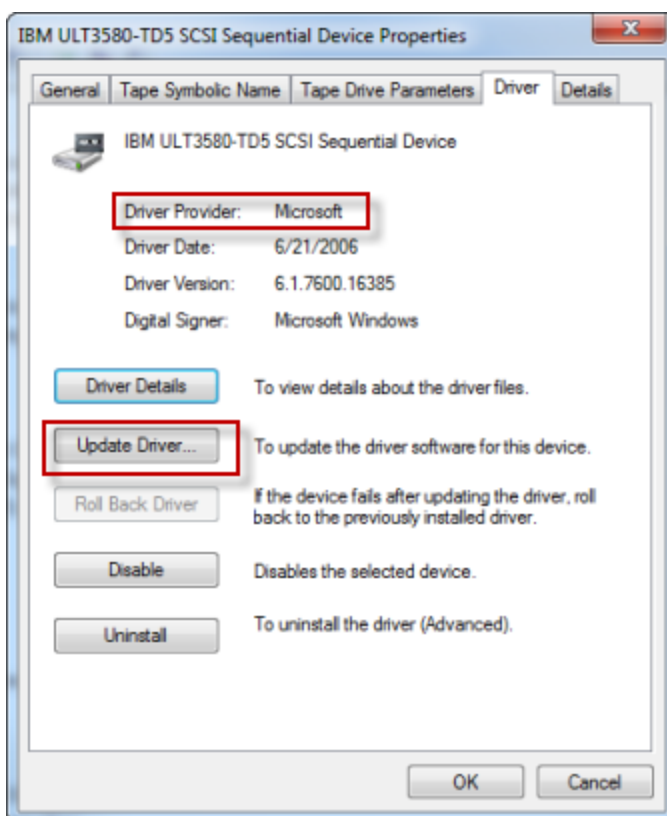 IBM ULT3580-TD5 SCSI Sequential Device Properties
General Tape Symbolic Name Tape Drive Parameters Driver Details
IBM ULT3580-TD5 SCSI Sequential Device
Driver Provider: Microsoft
Driver Date: 6/21/2006
Driver Version: 6.1.7600.16385
Digital Signer: Microsoft Windows
Driver Details To view details about the driver files.
Update Driver... To update the driver software for this device.
Roll Back Driver If the device fails after updating the driver, roll
back to the previously installed driver.
Disable Disables the selected device.
Uninstall To uninstall the driver (Advanced).
OK Cancel